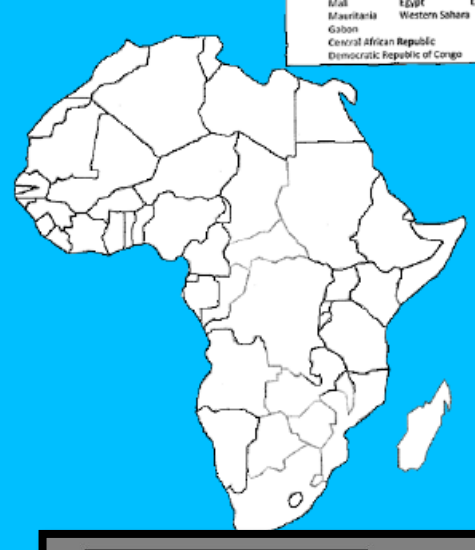 Mali Egypt
Mauritania Western Sahara
Gabon
Central African Republic
Democratic Republic of Congo